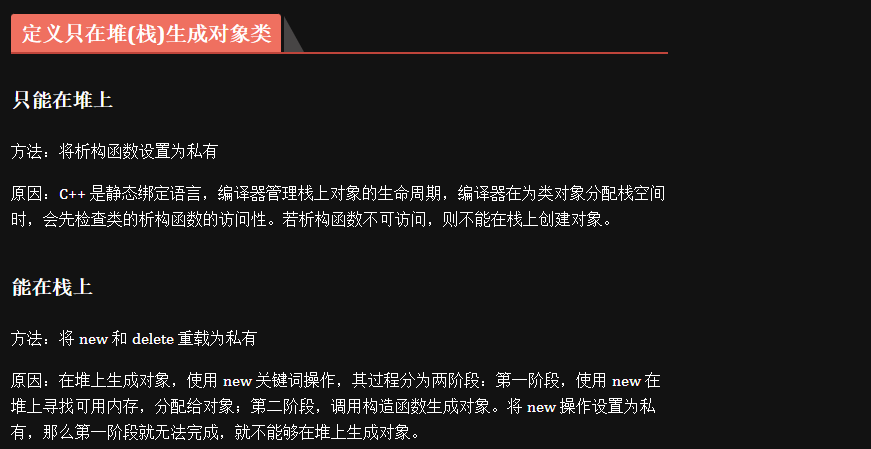 定义只在堆(栈)生成对象类
只能在堆上
方法：将析构函数设置为私有
原因：C++ 是静态绑定语言，编译器管理栈上对象的生命周期，编译器在为类对象分配栈空间
时，会先检查类的析构函数的访问性。若析构函数不可访问，则不能在栈上创建对象。
能在栈上
方法：将 new 和 delete 重载为私有
原因：在堆上生成对象，使用 new 关键词操作，其过程分为两阶段：第一阶段，使用 new 在
堆上寻找可用内存，分配给对象；第二阶段，调用构造函数生成对象。将 new 操作设置为私
有，那么第一阶段就无法完成，就不能够在堆上生成对象。